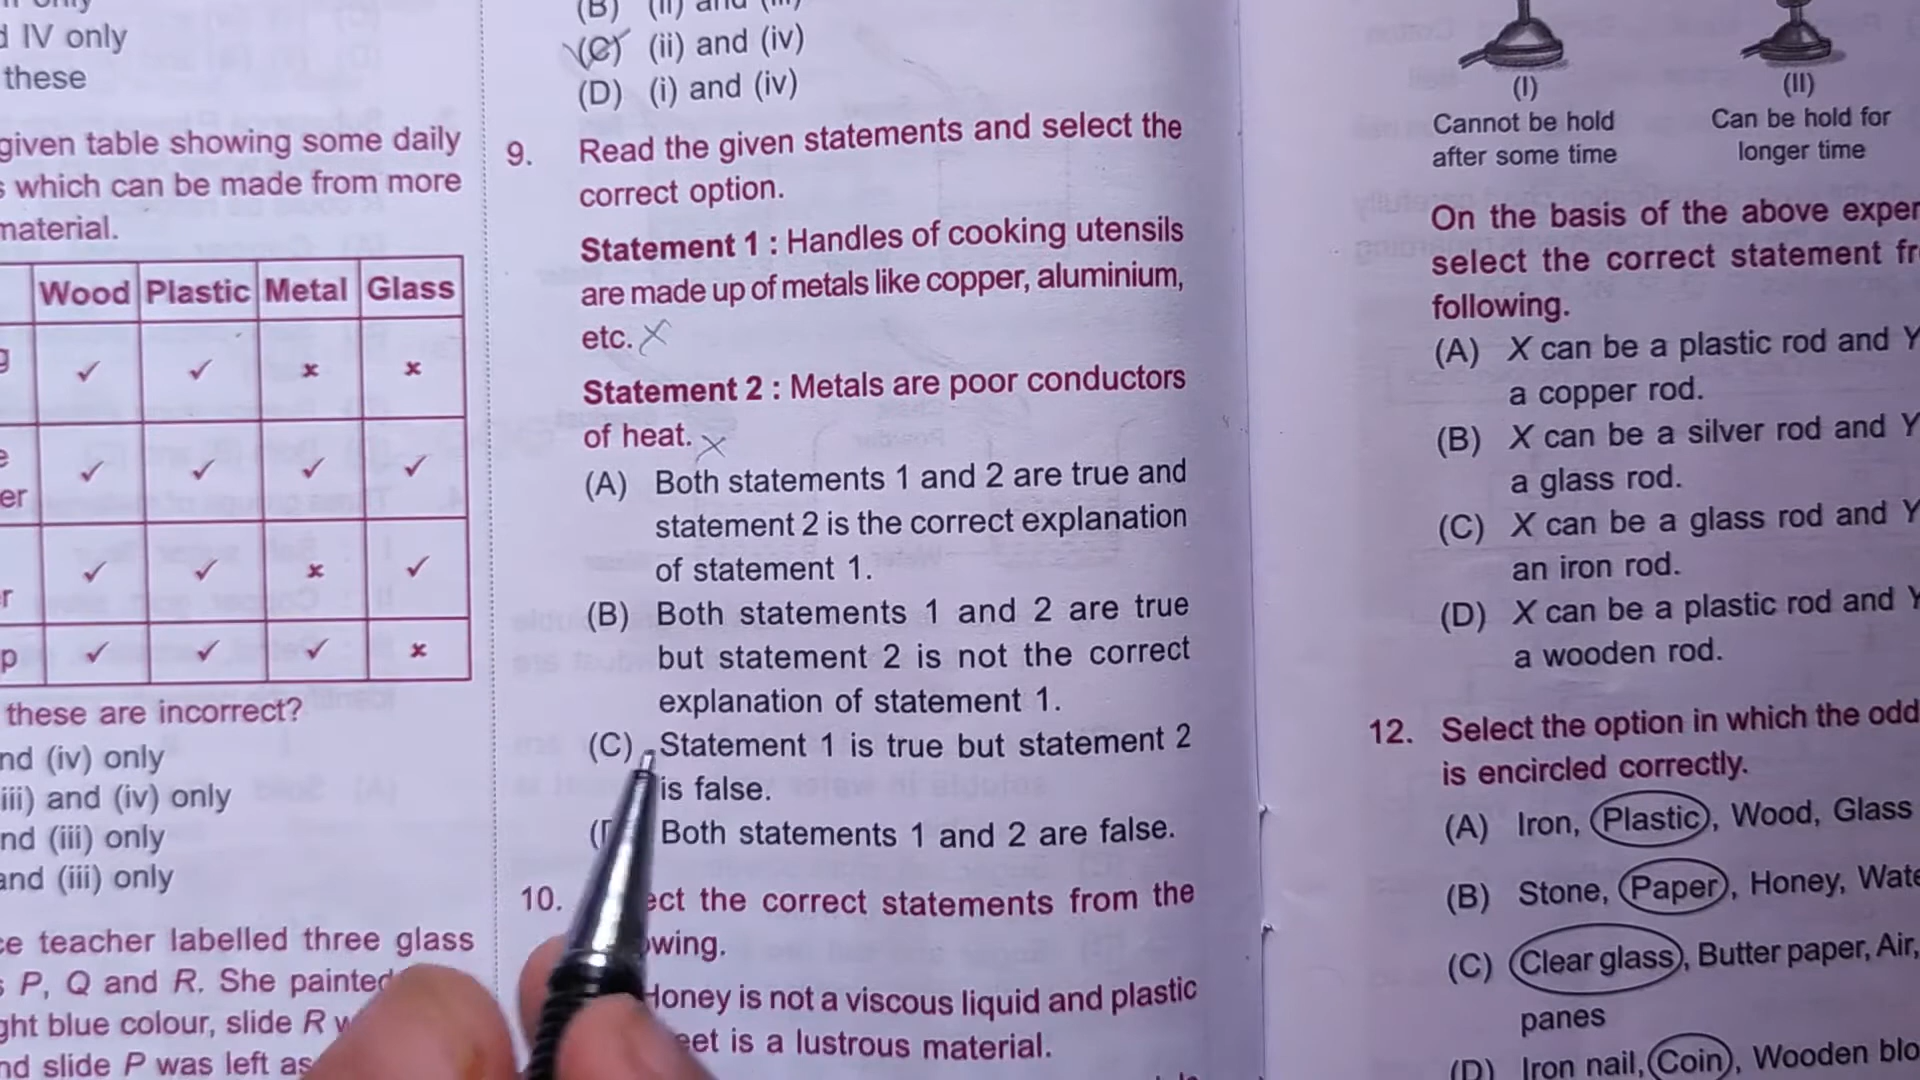 IV only
these
given table showing some daily
which can be made from more
material.
Wood Plastic Metal Glass
✓ ✓ × ×
✓ ✓ ✓ ✓
er
✓ ✓ × ✓
r
p ✓ ✓ ✓ ×
these are incorrect?
and (iv) only
(iii) and (iv) only
and (iii) only
and (iii) only
teacher labelled three glass
P, Q and R. She painted
blue colour, slide R
and slide P was left as
(B) (ii) and (iii)
(C) (ii) and (iv)
(D) (i) and (iv)
9. Read the given statements and select the
correct option.
Statement 1 : Handles of cooking utensils
are made up of metals like copper, aluminium,
etc. X
Statement 2 : Metals are poor conductors
of heat. X
(A) Both statements 1 and 2 are true and
statement 2 is the correct explanation
of statement 1.
(B) Both statements 1 and 2 are true
but statement 2 is not the correct
explanation of statement 1.
(C) Statement 1 is true but statement 2
is false.
Both statements 1 and 2 are false.
10. ect the correct statements from the
owing.
Honey is not a viscous liquid and plastic
eet is a lustrous material.
(I)
Cannot be hold
after some time
(II)
Can be hold for
longer time
On the basis of the above exper
select the correct statement fr
following.
(A) X can be a plastic rod and Y
a copper rod.
(B) X can be a silver rod and Y
a glass rod.
(C) X can be a glass rod and Y
an iron rod.
(D) X can be a plastic rod and Y
a wooden rod.
12. Select the option in which the odd
is encircled correctly.
(A) Iron, Plastic, Wood, Glass
(B) Stone, Paper, Honey, Wate
(C) Clear glass, Butter paper, Air,
panes
(D) Iron nail, Coin, Wooden blo